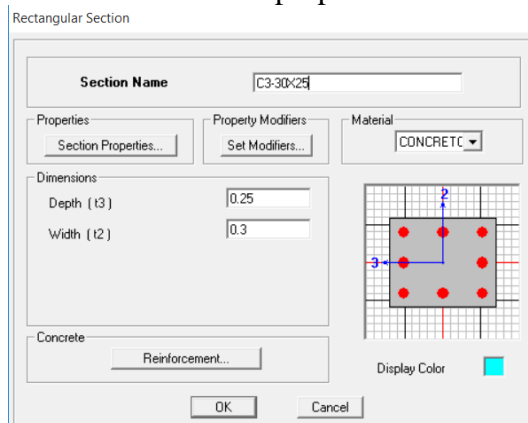 Rectangular Section
Section Name C3-30X25
Properties Property Modifiers Material
Section Properties... Set Modifiers... CONCRETC
Dimensions
Depth ( t3 ) 0.25
Width ( t2 ) 0.3
2
3
Concrete
Reinforcement...
Display Color
OK Cancel